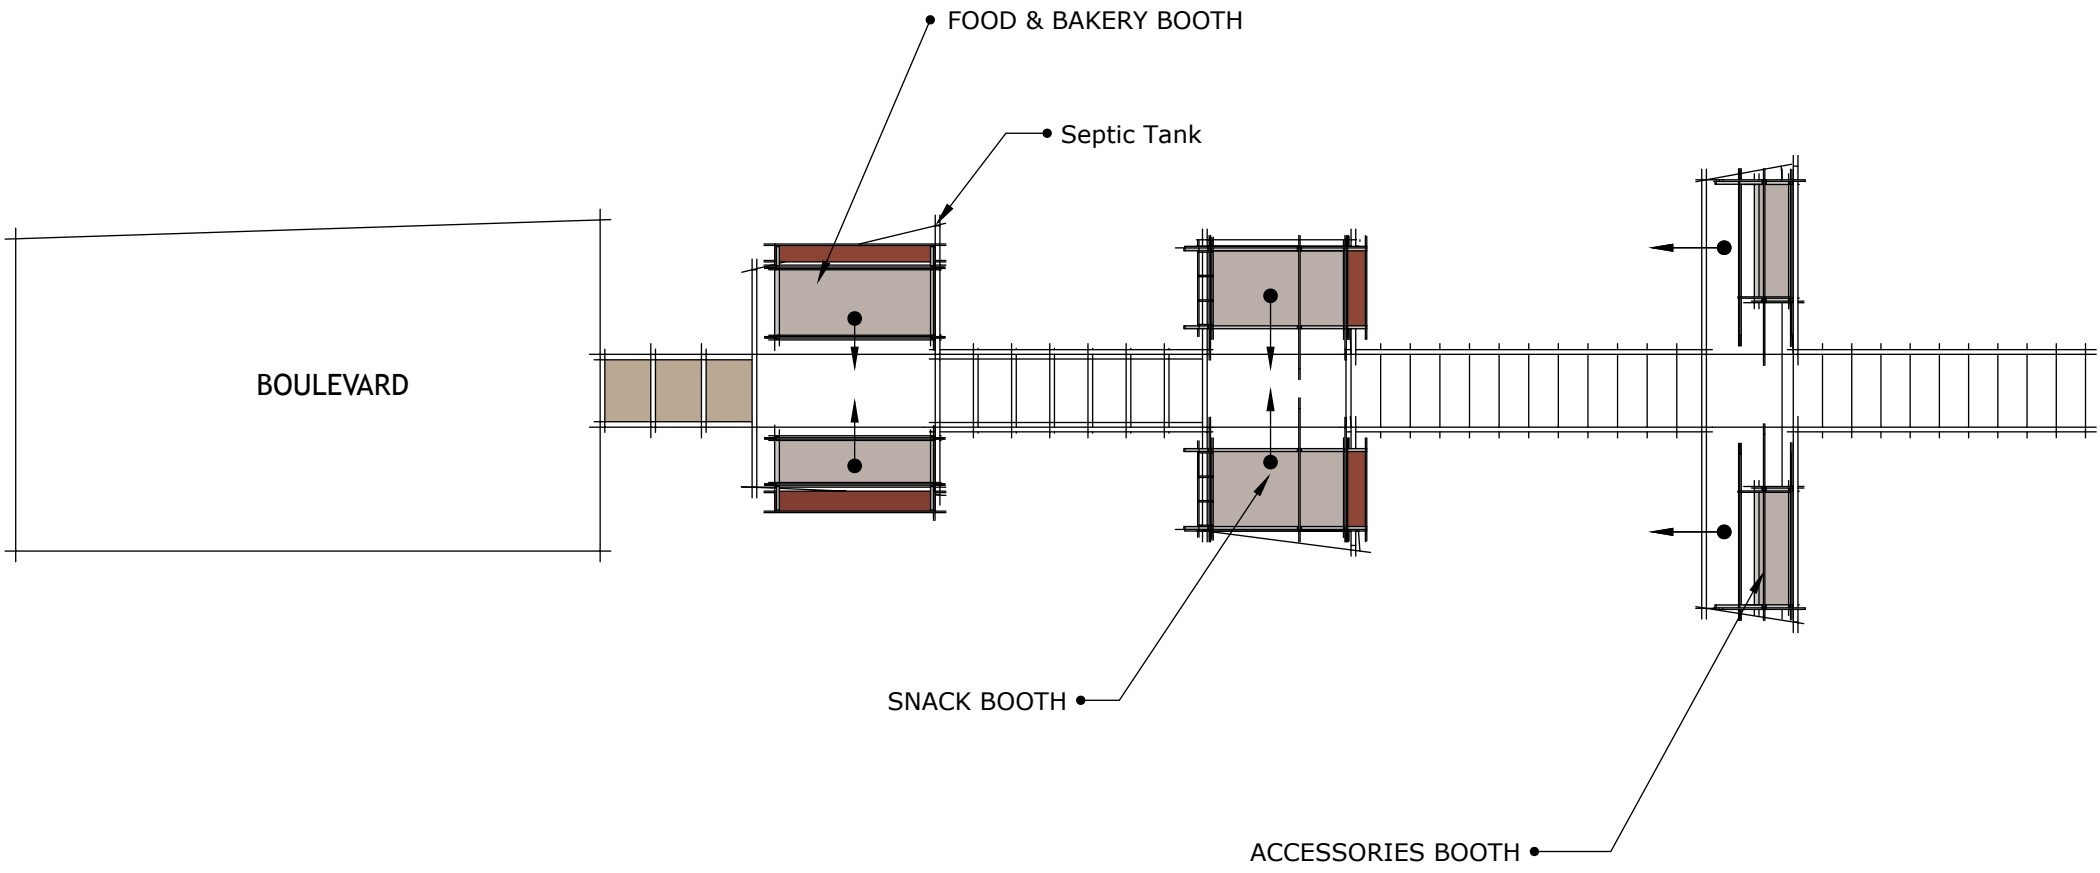 FOOD & BAKERY BOOTH
Septic Tank
BOULEVARD
SNACK BOOTH
ACCESSORIES BOOTH